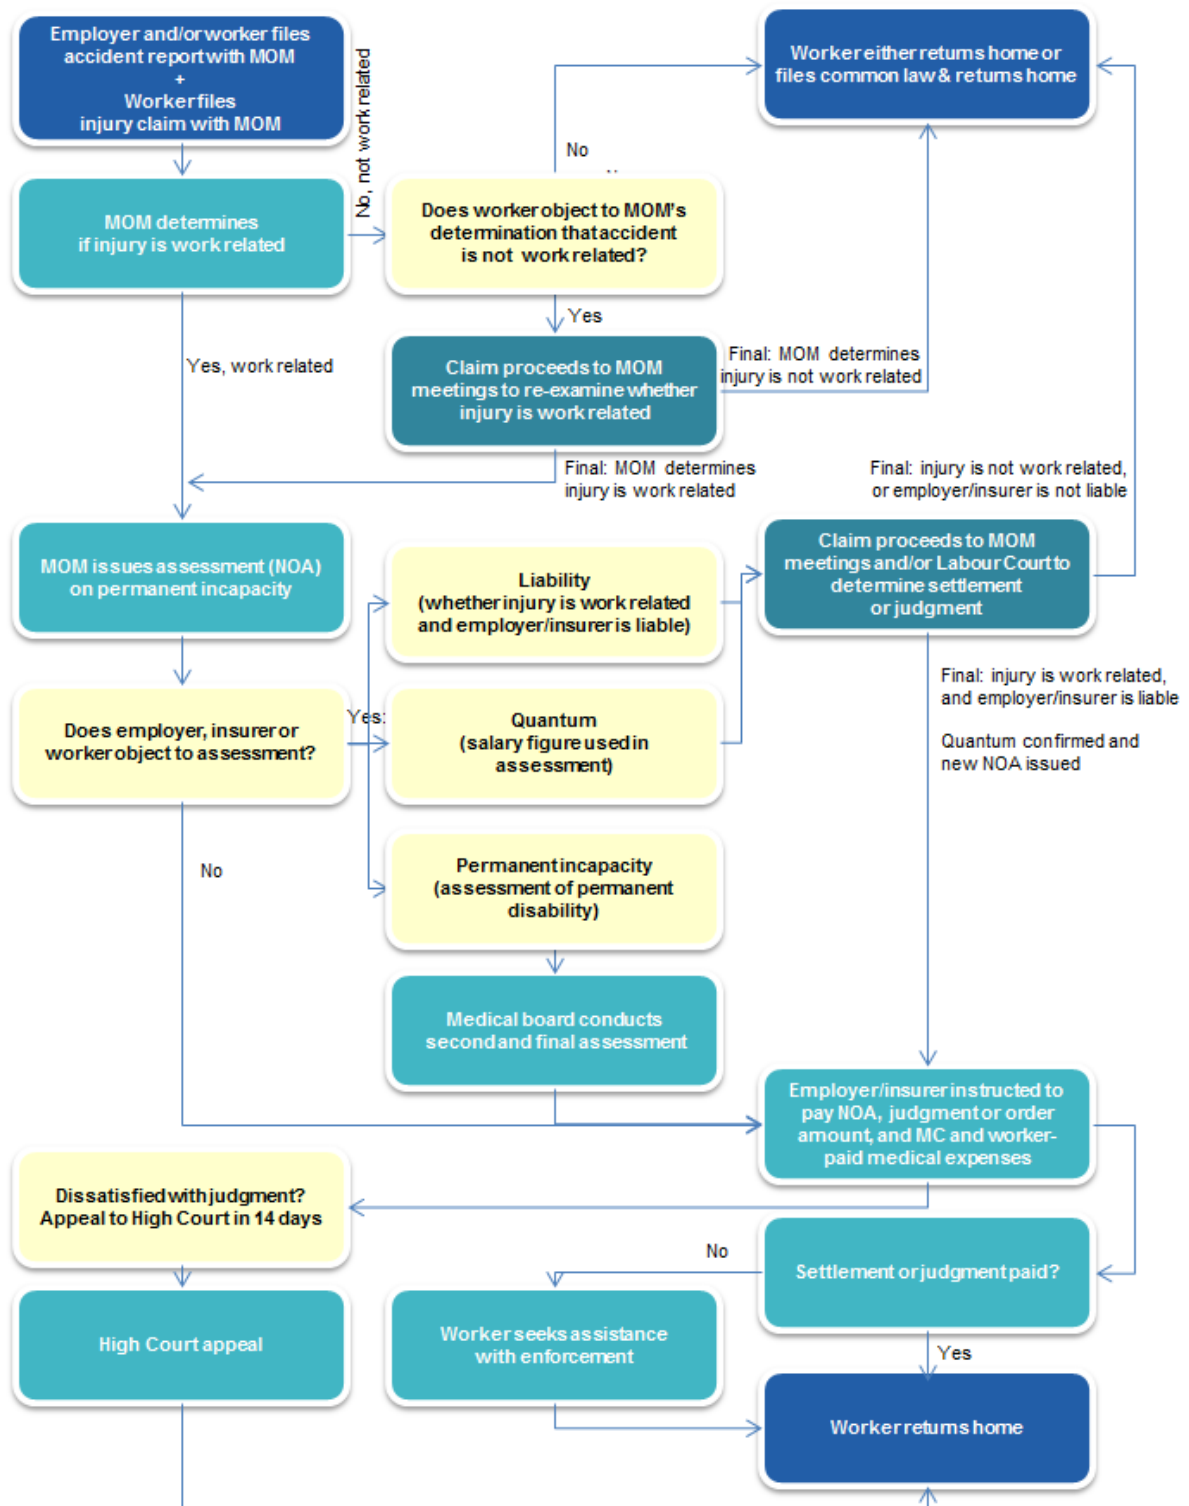 Employer and/or worker files
accident report with MOM
+
Worker files
injury claim with MOM
No, not work related
Worker either returns home or
files common law & returns home
No
MOM determines
if injury is work related
Does worker object to MOM's
determination that accident
is not work related?
Yes
Yes, work related
Claim proceeds to MOM
meetings to re-examine whether
injury is work related
Final: MOM determines
injury is not work related
Final: MOM determines
injury is work related
Final: injury is not work related,
or employer/insurer is not liable
MOM issues assessment (NOA)
on permanent incapacity
Liability
(whether injury is work related
and employer/insurer is liable)
Claim proceeds to MOM
meetings and/or Labour Court to
determine settlement
or judgment
Does employer, insurer or
worker object to assessment?
Yes:
Quantum
(salary figure used in
assessment)
Final: injury is work related,
and employer/insurer is liable
Quantum confirmed and
new NOA issued
No
Permanent incapacity
(assessment of permanent
disability)
Medical board conducts
second and final assessment
Employer/insurer instructed to
pay NOA, judgment or order
amount, and MC and worker-
paid medical expenses
Dissatisfied with judgment?
Appeal to High Court in 14 days
No
Settlement or judgment paid?
High Court appeal
Worker seeks assistance
with enforcement
Yes
Worker returns home